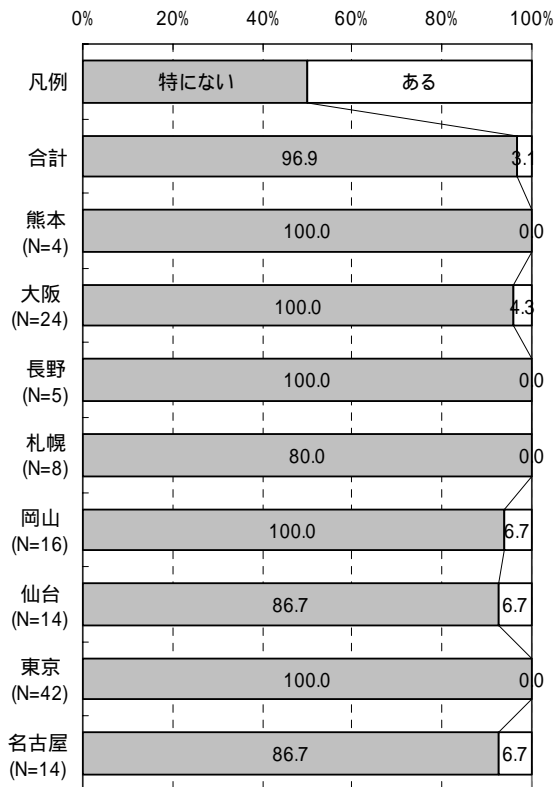 0% 20% 40% 60% 80% 100%
凡例 特にない ある
合計 96.9 3.1
熊本
(N=4) 100.0 0.0
大阪
(N=24) 100.0 4.3
長野
(N=5) 100.0 0.0
札幌
(N=8) 80.0 0.0
岡山
(N=16) 100.0 6.7
仙台
(N=14) 86.7 6.7
東京
(N=42) 100.0 0.0
名古屋
(N=14) 86.7 6.7